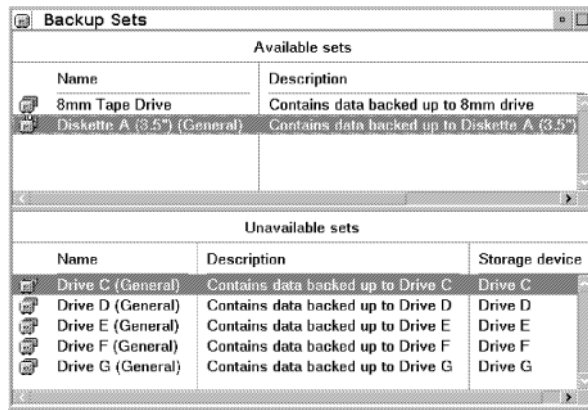 Backup Sets
Available sets
Name Description
8mm Tape Drive Contains data backed up to 8mm drive
Diskette A (3.5") (General) Contains data backed up to Diskette A (3.5")
Unavailable sets
Name Description Storage device
Drive C (General) Contains data backed up to Drive C Drive C
Drive D (General) Contains data backed up to Drive D Drive D
Drive E (General) Contains data backed up to Drive E Drive E
Drive F (General) Contains data backed up to Drive F Drive F
Drive G (General) Contains data backed up to Drive G Drive G